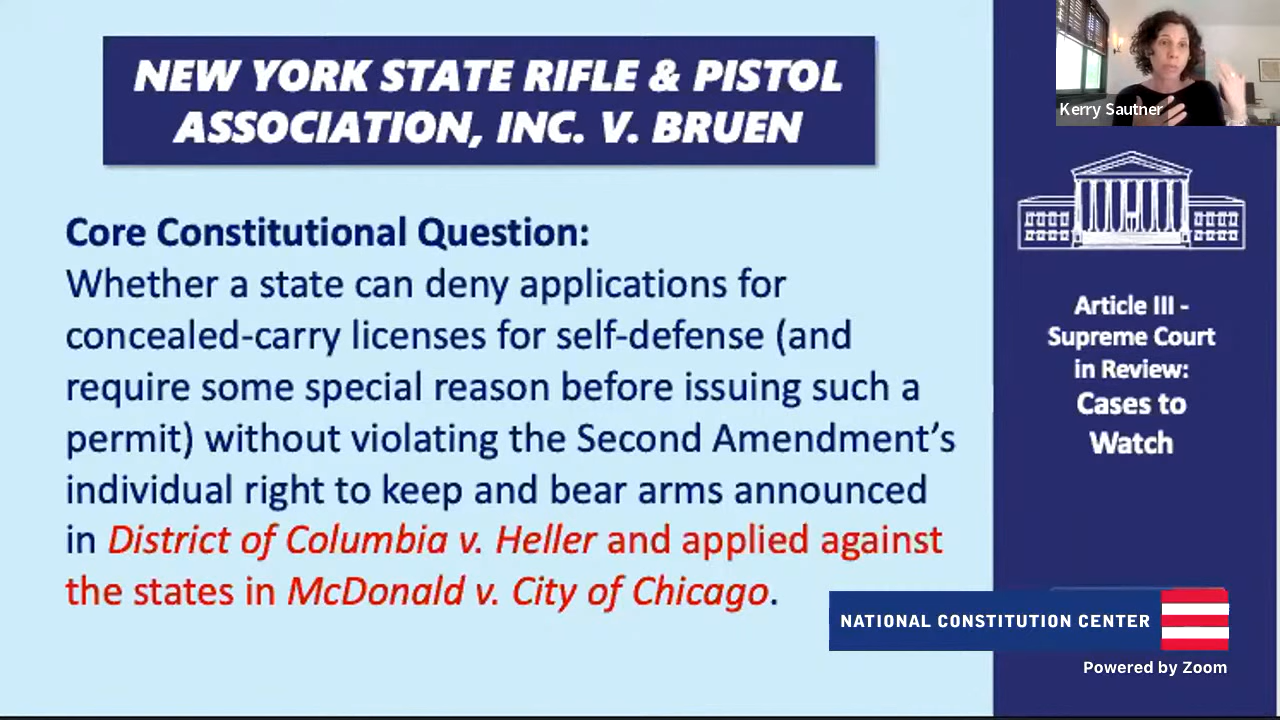 NEW YORK STATE RIFLE & PISTOL
ASSOCIATION, INC. V. BRUEN
Core Constitutional Question:
Whether a state can deny applications for
concealed-carry licenses for self-defense (and
require some special reason before issuing such a
permit) without violating the Second Amendment’s
individual right to keep and bear arms announced
in District of Columbia v. Heller and applied against
the states in McDonald v. City of Chicago.
Kerry Sautner
Article III -
Supreme Court
in Review:
Cases to
Watch
NATIONAL CONSTITUTION CENTER
Powered by Zoom